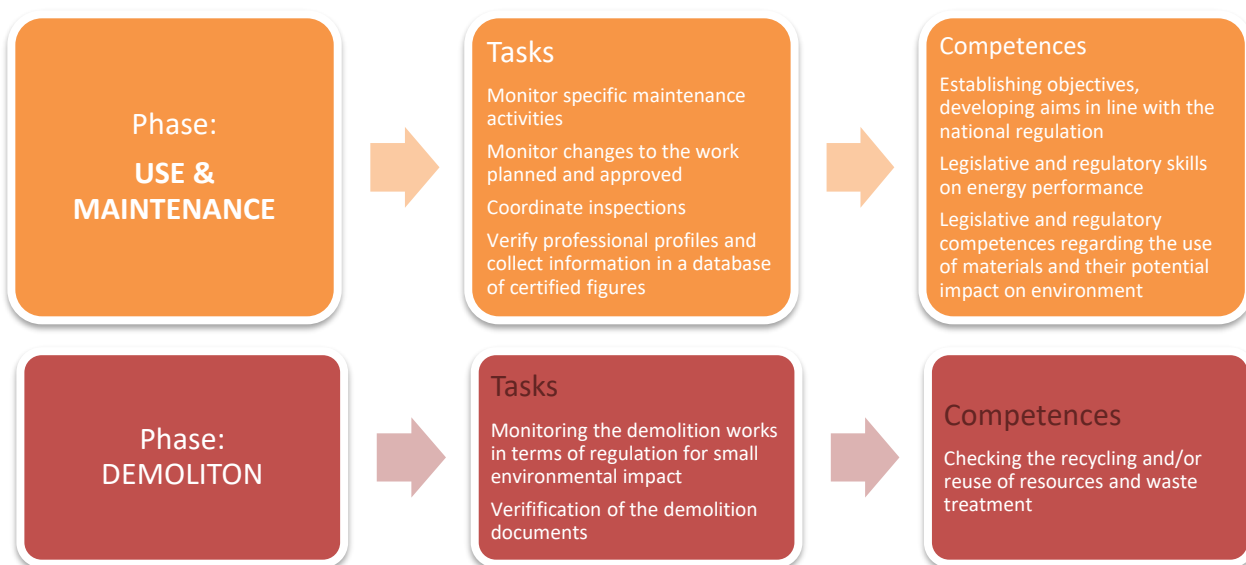 Phase:
USE &
MAINTENANCE
Tasks
Monitor specific maintenance
activities
Monitor changes to the work
planned and approved
Coordinate inspections
Verify professional profiles and
collect information in a database
of certified figures
Competences
Establishing objectives,
developing aims in line with the
national regulation
Legislative and regulatory skills
on energy performance
Legislative and regulatory
competences regarding the use
of materials and their potential
impact on environment
Phase:
DEMOLITON
Tasks
Monitoring the demolition works
in terms of regulation for small
environmental impact
Verifification of the demolition
documents
Competences
Checking the recycling and/or
reuse of resources and waste
treatment